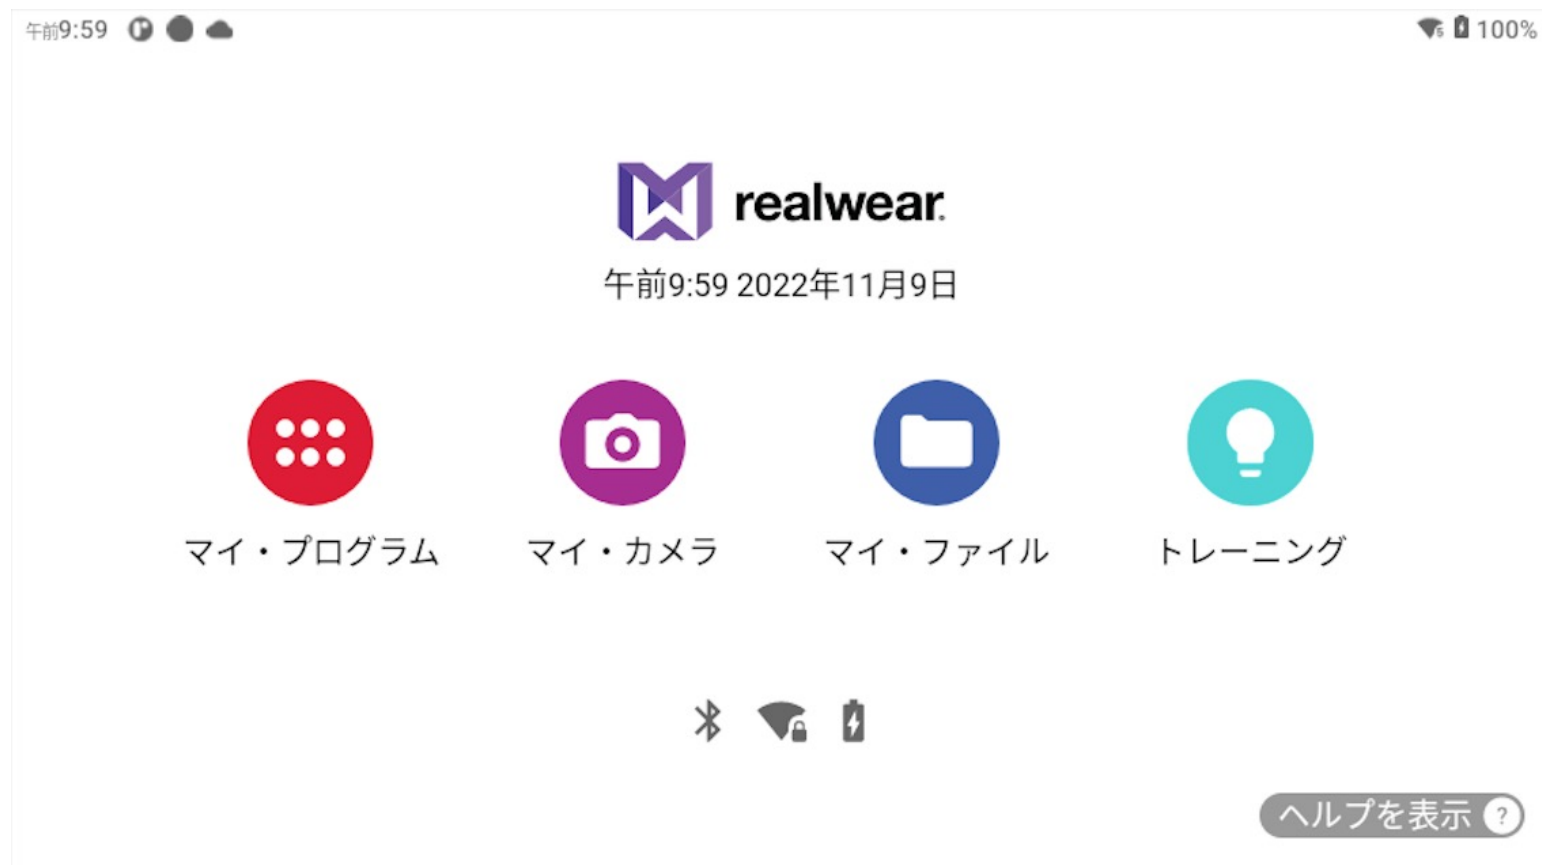 午前9:59
100%
realwear
午前9:59 2022年11月9日
マイ・プログラム
マイ・カメラ
マイ・ファイル
トレーニング
ヘルプを表示 ?